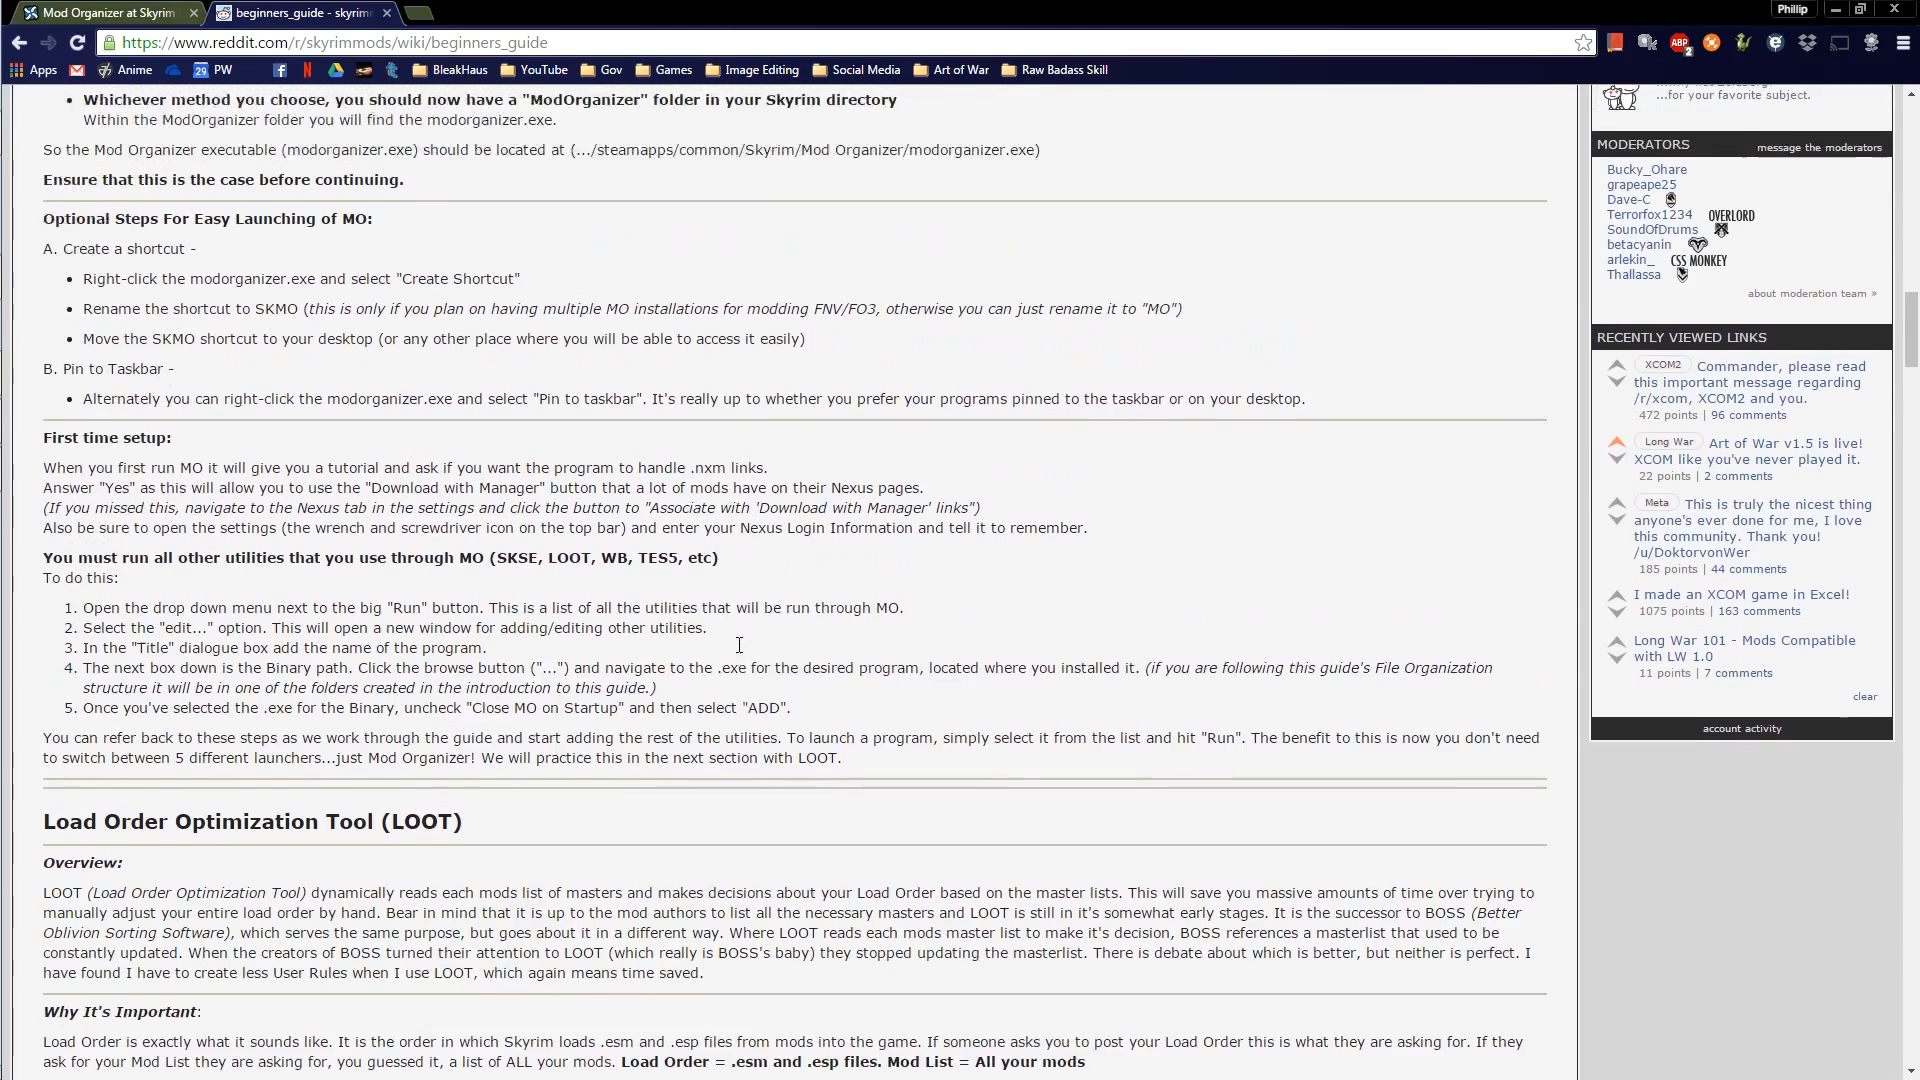 Mod Organizer at Skyrim
beginners_guide - skyrimm
Phillip
https://www.reddit.com/r/skyrimmods/wiki/beginners_guide
Apps Anime 29 PW BleakHaus YouTube Gov Games Image Editing Social Media Art of War Raw Badass Skill
ABP 2
• Whichever method you choose, you should now have a "ModOrganizer" folder in your Skyrim directory
Within the ModOrganizer folder you will find the modorganizer.exe.
So the Mod Organizer executable (modorganizer.exe) should be located at (.../steamapps/common/Skyrim/Mod Organizer/modorganizer.exe)
Ensure that this is the case before continuing.
Optional Steps For Easy Launching of MO:
A. Create a shortcut -
• Right-click the modorganizer.exe and select "Create Shortcut"
• Rename the shortcut to SKMO (this is only if you plan on having multiple MO installations for modding FNV/FO3, otherwise you can just rename it to "MO")
• Move the SKMO shortcut to your desktop (or any other place where you will be able to access it easily)
B. Pin to Taskbar -
• Alternately you can right-click the modorganizer.exe and select "Pin to taskbar". It's really up to whether you prefer your programs pinned to the taskbar or on your desktop.
First time setup:
When you first run MO it will give you a tutorial and ask if you want the program to handle .nxm links.
Answer "Yes" as this will allow you to use the "Download with Manager" button that a lot of mods have on their Nexus pages.
(If you missed this, navigate to the Nexus tab in the settings and click the button to "Associate with 'Download with Manager' links")
Also be sure to open the settings (the wrench and screwdriver icon on the top bar) and enter your Nexus Login Information and tell it to remember.
You must run all other utilities that you use through MO (SKSE, LOOT, WB, TES5, etc)
To do this:
1. Open the drop down menu next to the big "Run" button. This is a list of all the utilities that will be run through MO.
2. Select the "edit..." option. This will open a new window for adding/editing other utilities.
3. In the "Title" dialogue box add the name of the program.
4. The next box down is the Binary path. Click the browse button ("...") and navigate to the .exe for the desired program, located where you installed it. (if you are following this guide's File Organization
structure it will be in one of the folders created in the introduction to this guide.)
5. Once you've selected the .exe for the Binary, uncheck "Close MO on Startup" and then select "ADD".
You can refer back to these steps as we work through the guide and start adding the rest of the utilities. To launch a program, simply select it from the list and hit "Run". The benefit to this is now you don't need
to switch between 5 different launchers...just Mod Organizer! We will practice this in the next section with LOOT.
Load Order Optimization Tool (LOOT)
Overview:
LOOT (Load Order Optimization Tool) dynamically reads each mods list of masters and makes decisions about your Load Order based on the master lists. This will save you massive amounts of time over trying to
manually adjust your entire load order by hand. Bear in mind that it is up to the mod authors to list all the necessary masters and LOOT is still in it's somewhat early stages. It is the successor to BOSS (Better
Oblivion Sorting Software), which serves the same purpose, but goes about it in a different way. Where LOOT reads each mods master list to make it's decision, BOSS references a masterlist that used to be
constantly updated. When the creators of BOSS turned their attention to LOOT (which really is BOSS's baby) they stopped updating the masterlist. There is debate about which is better, but neither is perfect. I
have found I have to create less User Rules when I use LOOT, which again means time saved.
Why It's Important:
Load Order is exactly what it sounds like. It is the order in which Skyrim loads .esm and .esp files from mods into the game. If someone asks you to post your Load Order this is what they are asking for. If they
ask for your Mod List they are asking for, you guessed it, a list of ALL your mods. Load Order = .esm and .esp files. Mod List = All your mods
...for your favorite subject.
MODERATORS message the moderators
Bucky_Ohare
grapeape25
Dave-C
Terrorfox1234 OVERLORD
SoundOfDrums
betacyanin
arlekin_ CSS MONKEY
Thallassa
about moderation team »
RECENTLY VIEWED LINKS
XCOM2 Commander, please read
this important message regarding
/r/xcom, XCOM2 and you.
472 points | 96 comments
Long War Art of War v1.5 is live!
XCOM like you've never played it.
22 points | 2 comments
Meta This is truly the nicest thing
anyone's ever done for me, I love
this community. Thank you!
/u/DoktorvonWer
185 points | 44 comments
I made an XCOM game in Excel!
1075 points | 163 comments
Long War 101 - Mods Compatible
with LW 1.0
11 points | 7 comments
clear
account activity